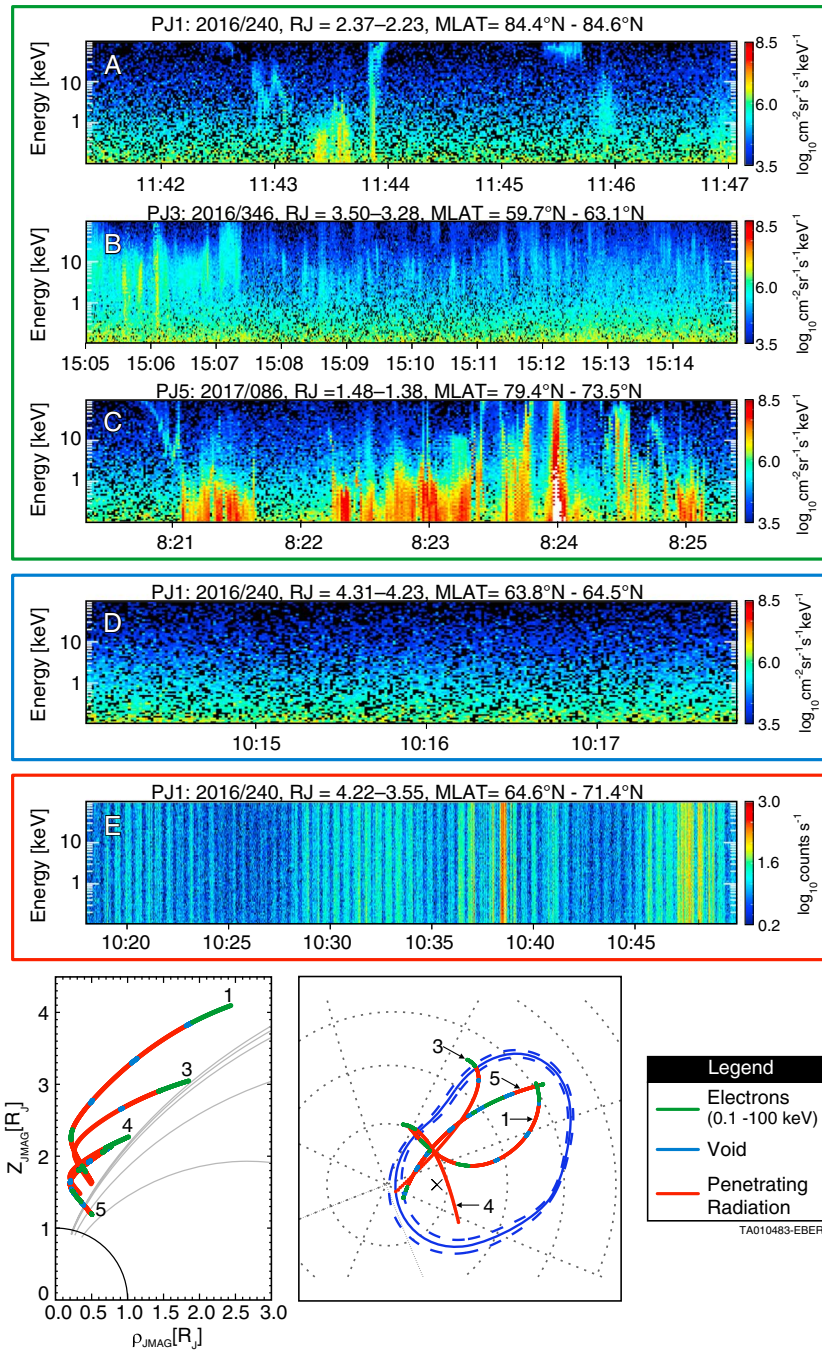 PJ1: 2016/240, RJ = 2.37–2.23, MLAT= 84.4°N - 84.6°N
A
Energy [keV]
10
1
8.5
6.0
3.5
log10cm-2sr-1s-1keV-1
11:42 11:43 11:44 11:45 11:46 11:47
PJ3: 2016/346, RJ = 3.50–3.28, MLAT = 59.7°N - 63.1°N
B
Energy [keV]
10
1
8.5
6.0
3.5
log10cm-2sr-1s-1keV-1
15:05 15:06 15:07 15:08 15:09 15:10 15:11 15:12 15:13 15:14
PJ5: 2017/086, RJ =1.48–1.38, MLAT= 79.4°N - 73.5°N
C
Energy [keV]
10
1
8.5
6.0
3.5
log10cm-2sr-1s-1keV-1
8:21 8:22 8:23 8:24 8:25
PJ1: 2016/240, RJ = 4.31–4.23, MLAT= 63.8°N - 64.5°N
D
Energy [keV]
10
1
8.5
6.0
3.5
log10cm-2sr-1s-1keV-1
10:15 10:16 10:17
PJ1: 2016/240, RJ = 4.22–3.55, MLAT= 64.6°N - 71.4°N
E
Energy [keV]
10
1
3.0
1.6
0.2
log10counts s-1
10:20 10:25 10:30 10:35 10:40 10:45
ZJMAG[RJ]
4
3
2
1
0
1
3
4
5
0.0 0.5 1.0 1.5 2.0 2.5 3.0
ρJMAG[RJ]
3
5
1
×
4
Legend
Electrons
(0.1 -100 keV)
Void
Penetrating
Radiation
TA010483-EBER